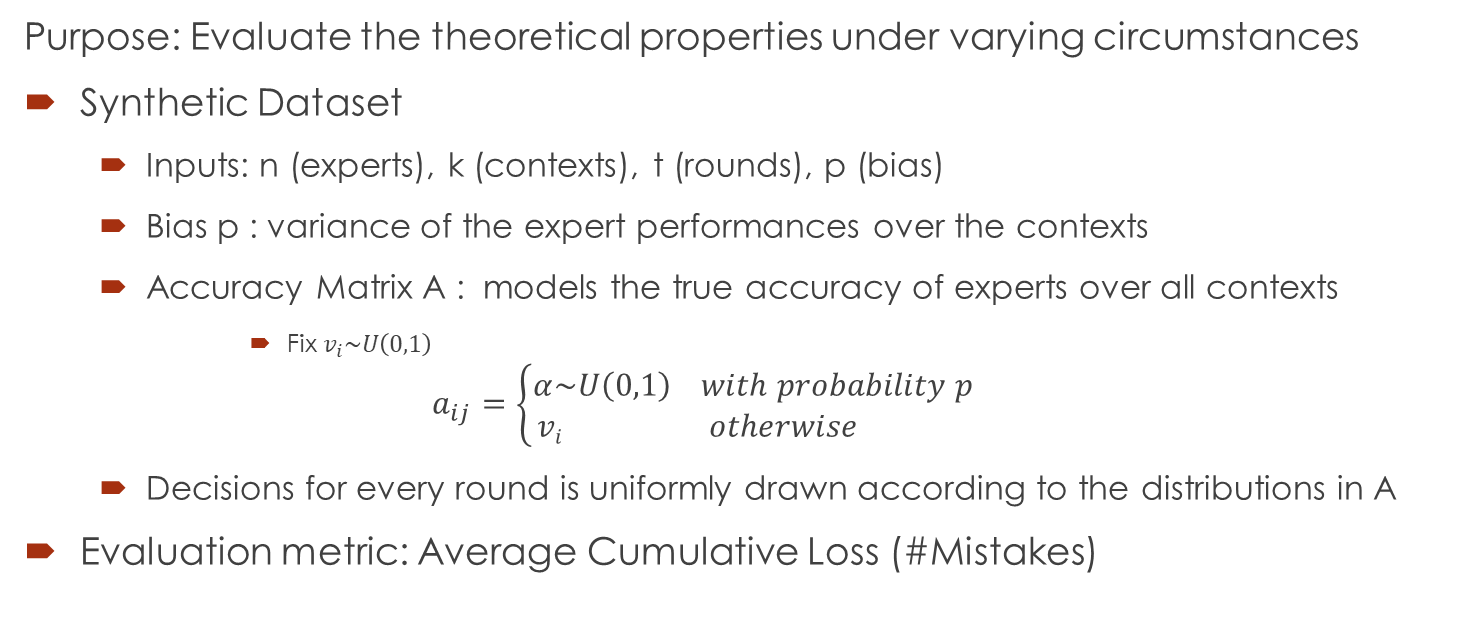 Purpose: Evaluate the theoretical properties under varying circumstances
Synthetic Dataset
Inputs: n (experts), k (contexts), t (rounds), p (bias)
Bias p : variance of the expert performances over the contexts
Accuracy Matrix A : models the true accuracy of experts over all contexts
Fix 𝑣ᵢ~𝑈(0,1)
𝑎ᵢⱼ = { 𝛼~𝑈(0,1) with probability p
𝑣ᵢ otherwise
Decisions for every round is uniformly drawn according to the distributions in A
Evaluation metric: Average Cumulative Loss (#Mistakes)